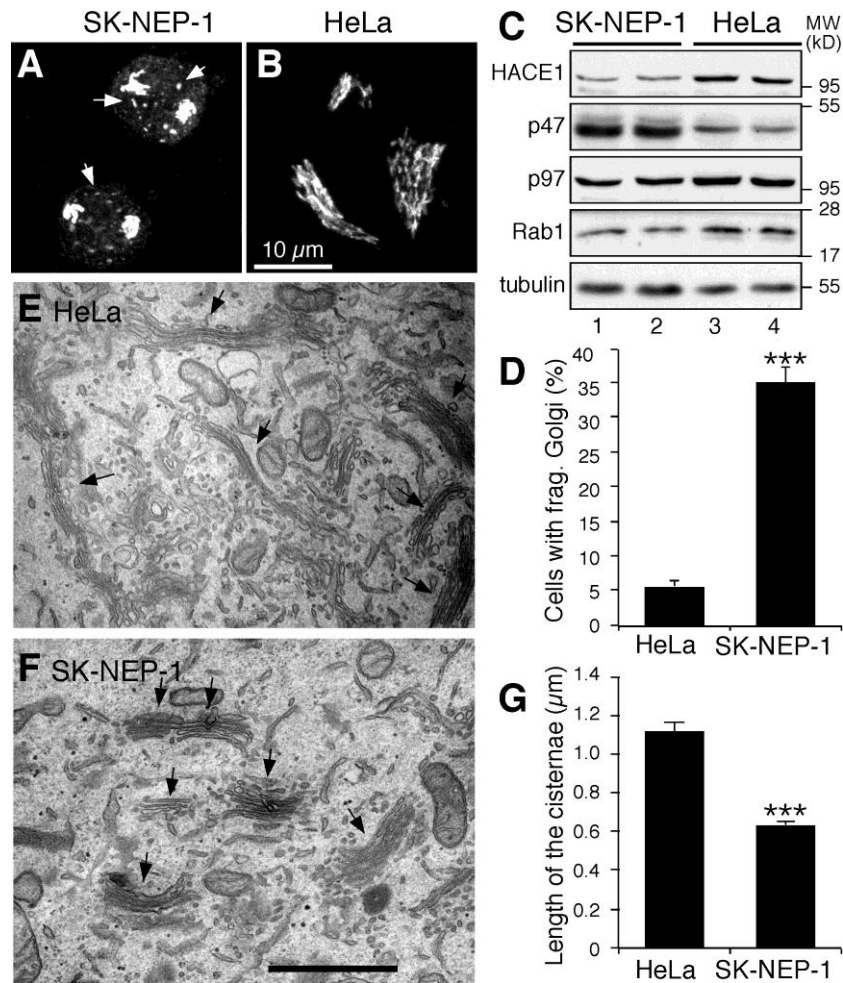 SK-NEP-1 HeLa
A
B
10 µm
C
SK-NEP-1 HeLa MW
(kD)
HACE1
95
55
p47
p97
95
28
Rab1
17
tubulin
55
1 2 3 4
D
Cells with frag. Golgi (%)
40
35
30
25
20
15
10
5
0
***
HeLa SK-NEP-1
E HeLa
F SK-NEP-1
G
Length of the cisternae (µm)
1.4
1.2
1.0
0.8
0.6
0.4
0.2
0
***
HeLa SK-NEP-1